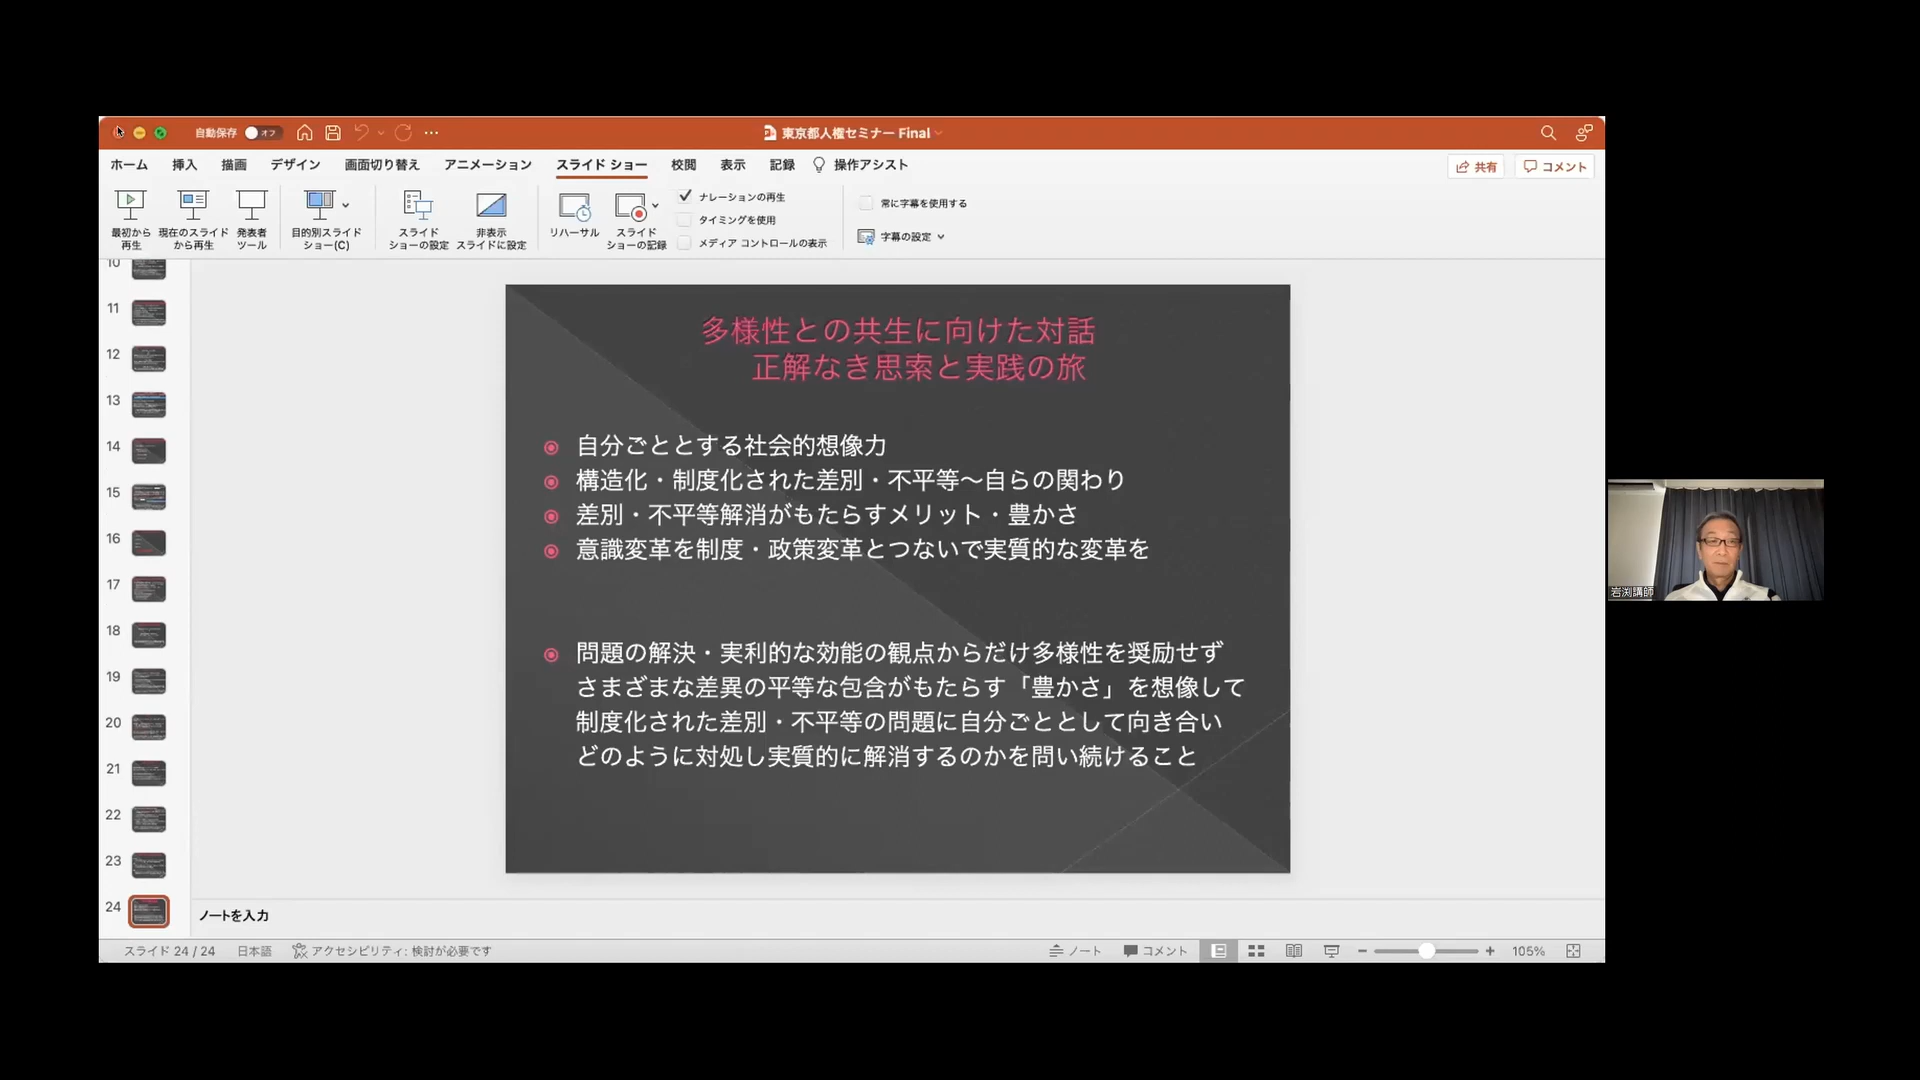 自動保存 オフ
東京都人権セミナー Final
ホーム 挿入 描画 デザイン 画面切り替え アニメーション スライド ショー 校閲 表示 記録 操作アシスト
共有 コメント
最初から
再生
現在のスライド
から再生
発表者
ツール
目的別スライド
ショー(C)
スライド
ショーの設定
非表示
スライドに設定
リハーサル
スライド
ショーの記録
ナレーションの再生
タイミングを使用
メディア コントロールの表示
常に字幕を使用する
字幕の設定
10
11
12
13
14
15
16
17
18
19
20
21
22
23
24
多様性との共生に向けた対話
正解なき思索と実践の旅
自分ごととする社会的想像力
構造化・制度化された差別・不平等～自らの関わり
差別・不平等解消がもたらすメリット・豊かさ
意識変革を制度・政策変革とつないで実質的な変革を
問題の解決・実利的な効能の観点からだけ多様性を奨励せず
さまざまな差異の平等な包含がもたらす「豊かさ」を想像して
制度化された差別・不平等の問題に自分ごととして向き合い
どのように対処し実質的に解消するのかを問い続けること
岩渕講師
ノートを入力
スライド 24 / 24 日本語 アクセシビリティ: 検討が必要です
ノート コメント 105%